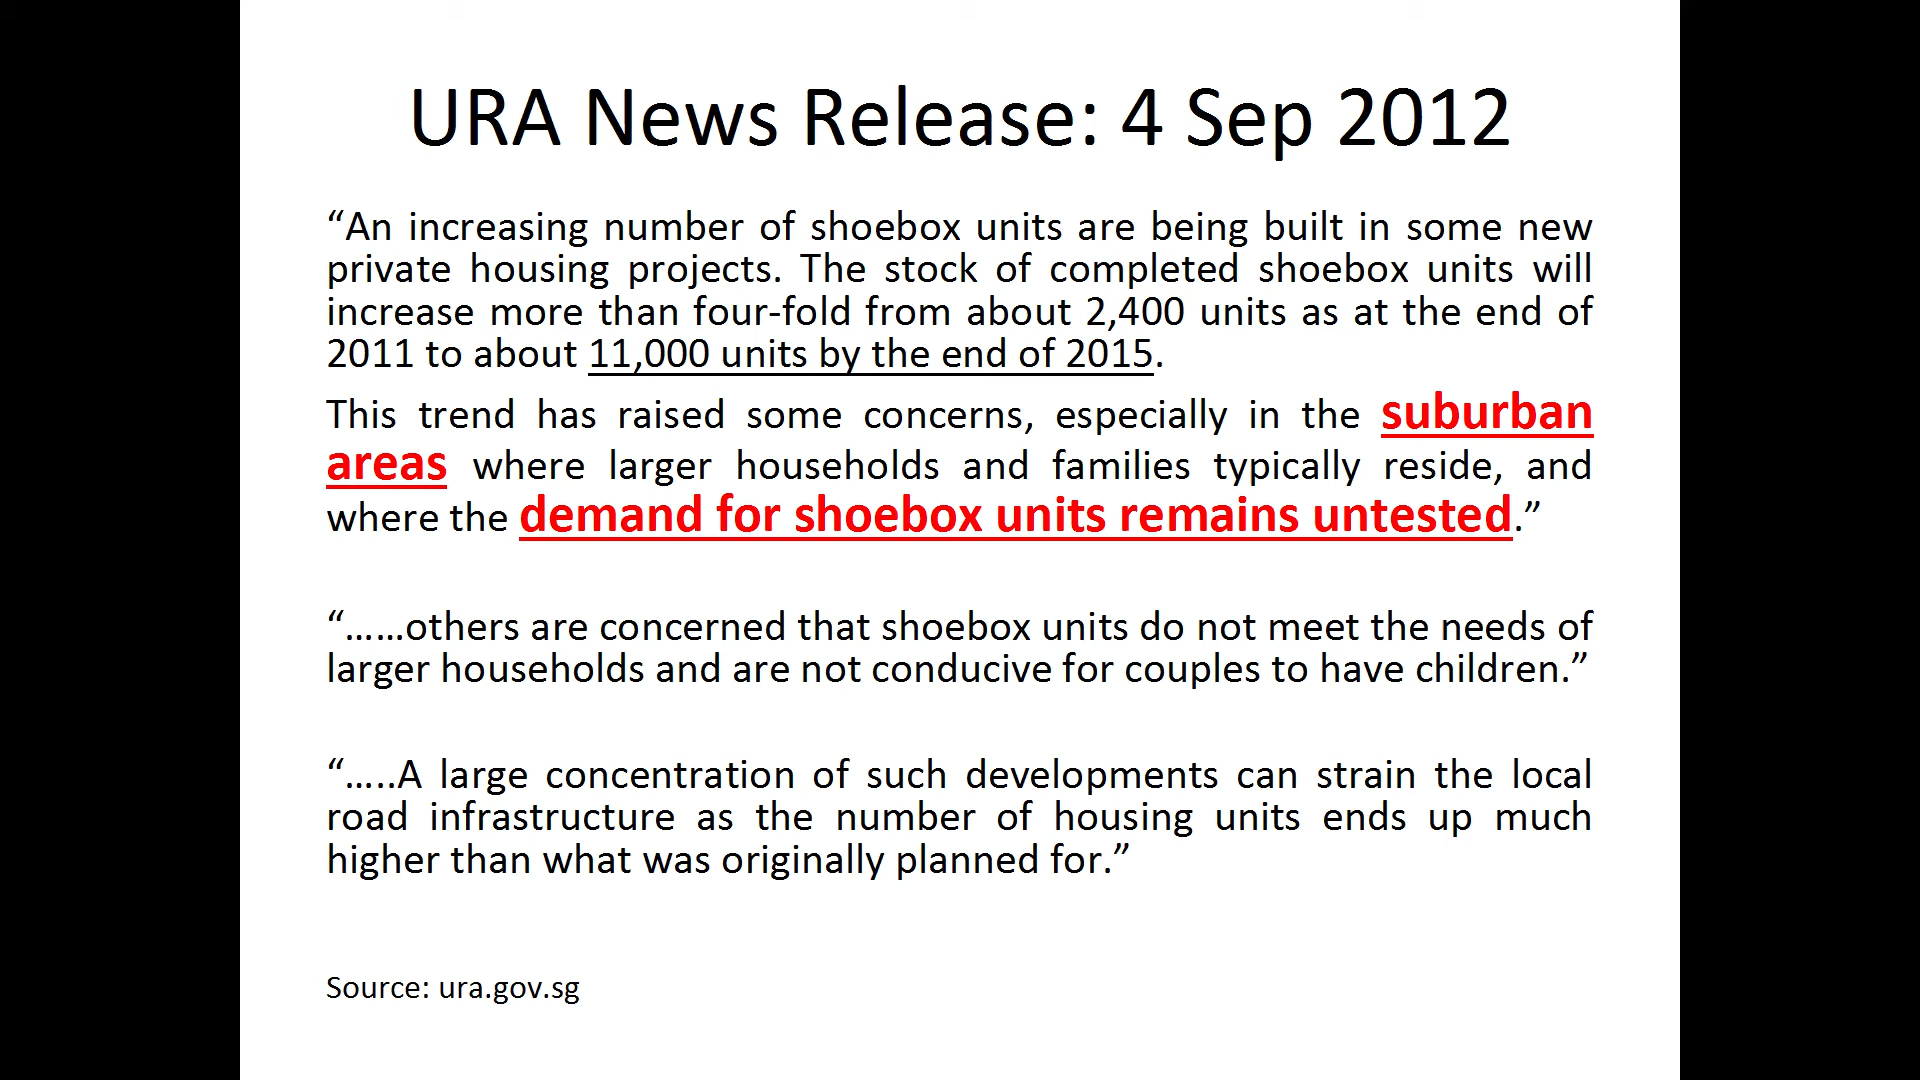 URA News Release: 4 Sep 2012
“An increasing number of shoebox units are being built in some new
private housing projects. The stock of completed shoebox units will
increase more than four-fold from about 2,400 units as at the end of
2011 to about 11,000 units by the end of 2015.
This trend has raised some concerns, especially in the suburban
areas where larger households and families typically reside, and
where the demand for shoebox units remains untested.”
“……others are concerned that shoebox units do not meet the needs of
larger households and are not conducive for couples to have children.”
“…..A large concentration of such developments can strain the local
road infrastructure as the number of housing units ends up much
higher than what was originally planned for.”
Source: ura.gov.sg